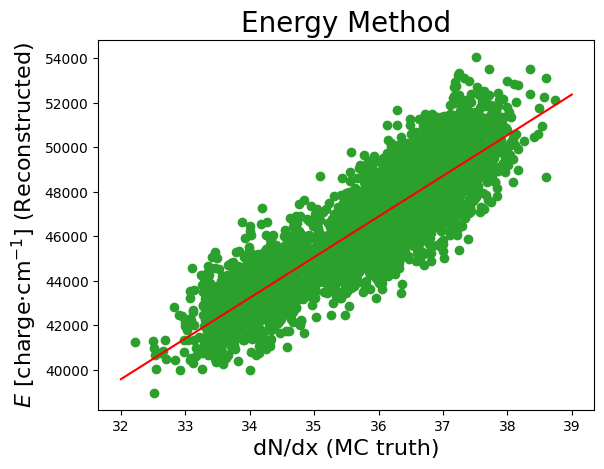 Energy Method
E [charge·cm⁻¹] (Reconstructed)
54000
52000
50000
48000
46000
44000
42000
40000
32 33 34 35 36 37 38 39
dN/dx (MC truth)